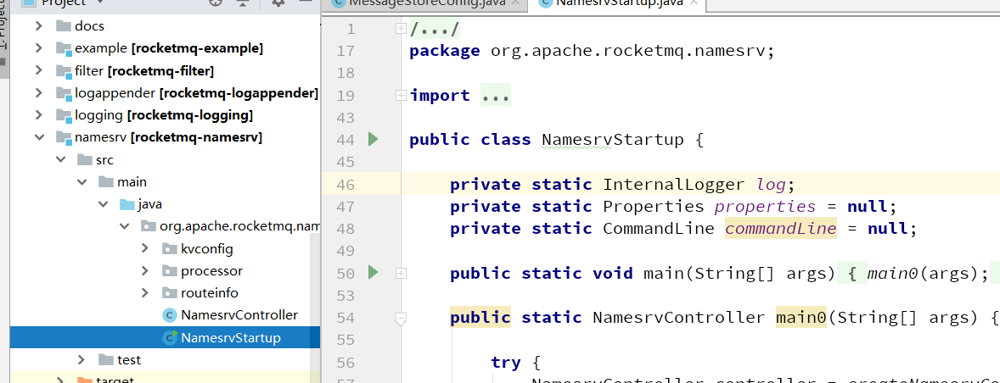 1: Project
Project
docs
example [rocketmq-example]
filter [rocketmq-filter]
logappender [rocketmq-logappender]
logging [rocketmq-logging]
namesrv [rocketmq-namesrv]
src
main
java
org.apache.rocketmq.nam
kvconfig
processor
routeinfo
NamesrvController
NamesrvStartup
test
target
MessageStoreConfig.java
NamesrvStartup.java
1 /.../
17 package org.apache.rocketmq.namesrv;
18
19 import ...
43
44 public class NamesrvStartup {
45
46 private static InternalLogger log;
47 private static Properties properties = null;
48 private static CommandLine commandLine = null;
49
50 public static void main(String[] args) { main0(args);
53
54 public static NamesrvController main0(String[] args) {
55
56 try {
57 NamesrvController controller = createNamesrvCo